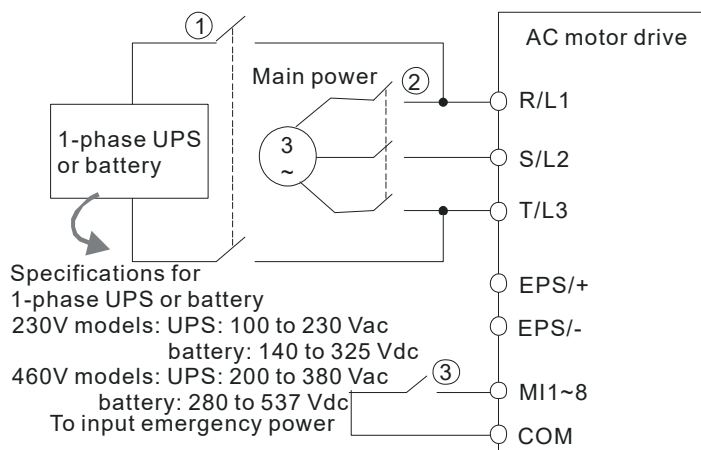 ①
AC motor drive
Main power
②
R/L1
1-phase UPS
or battery
3
~
S/L2
T/L3
Specifications for
1-phase UPS or battery
EPS/+
230V models: UPS: 100 to 230 Vac
battery: 140 to 325 Vdc
EPS/-
460V models: UPS: 200 to 380 Vac
battery: 280 to 537 Vdc
③
MI1~8
To input emergency power
COM